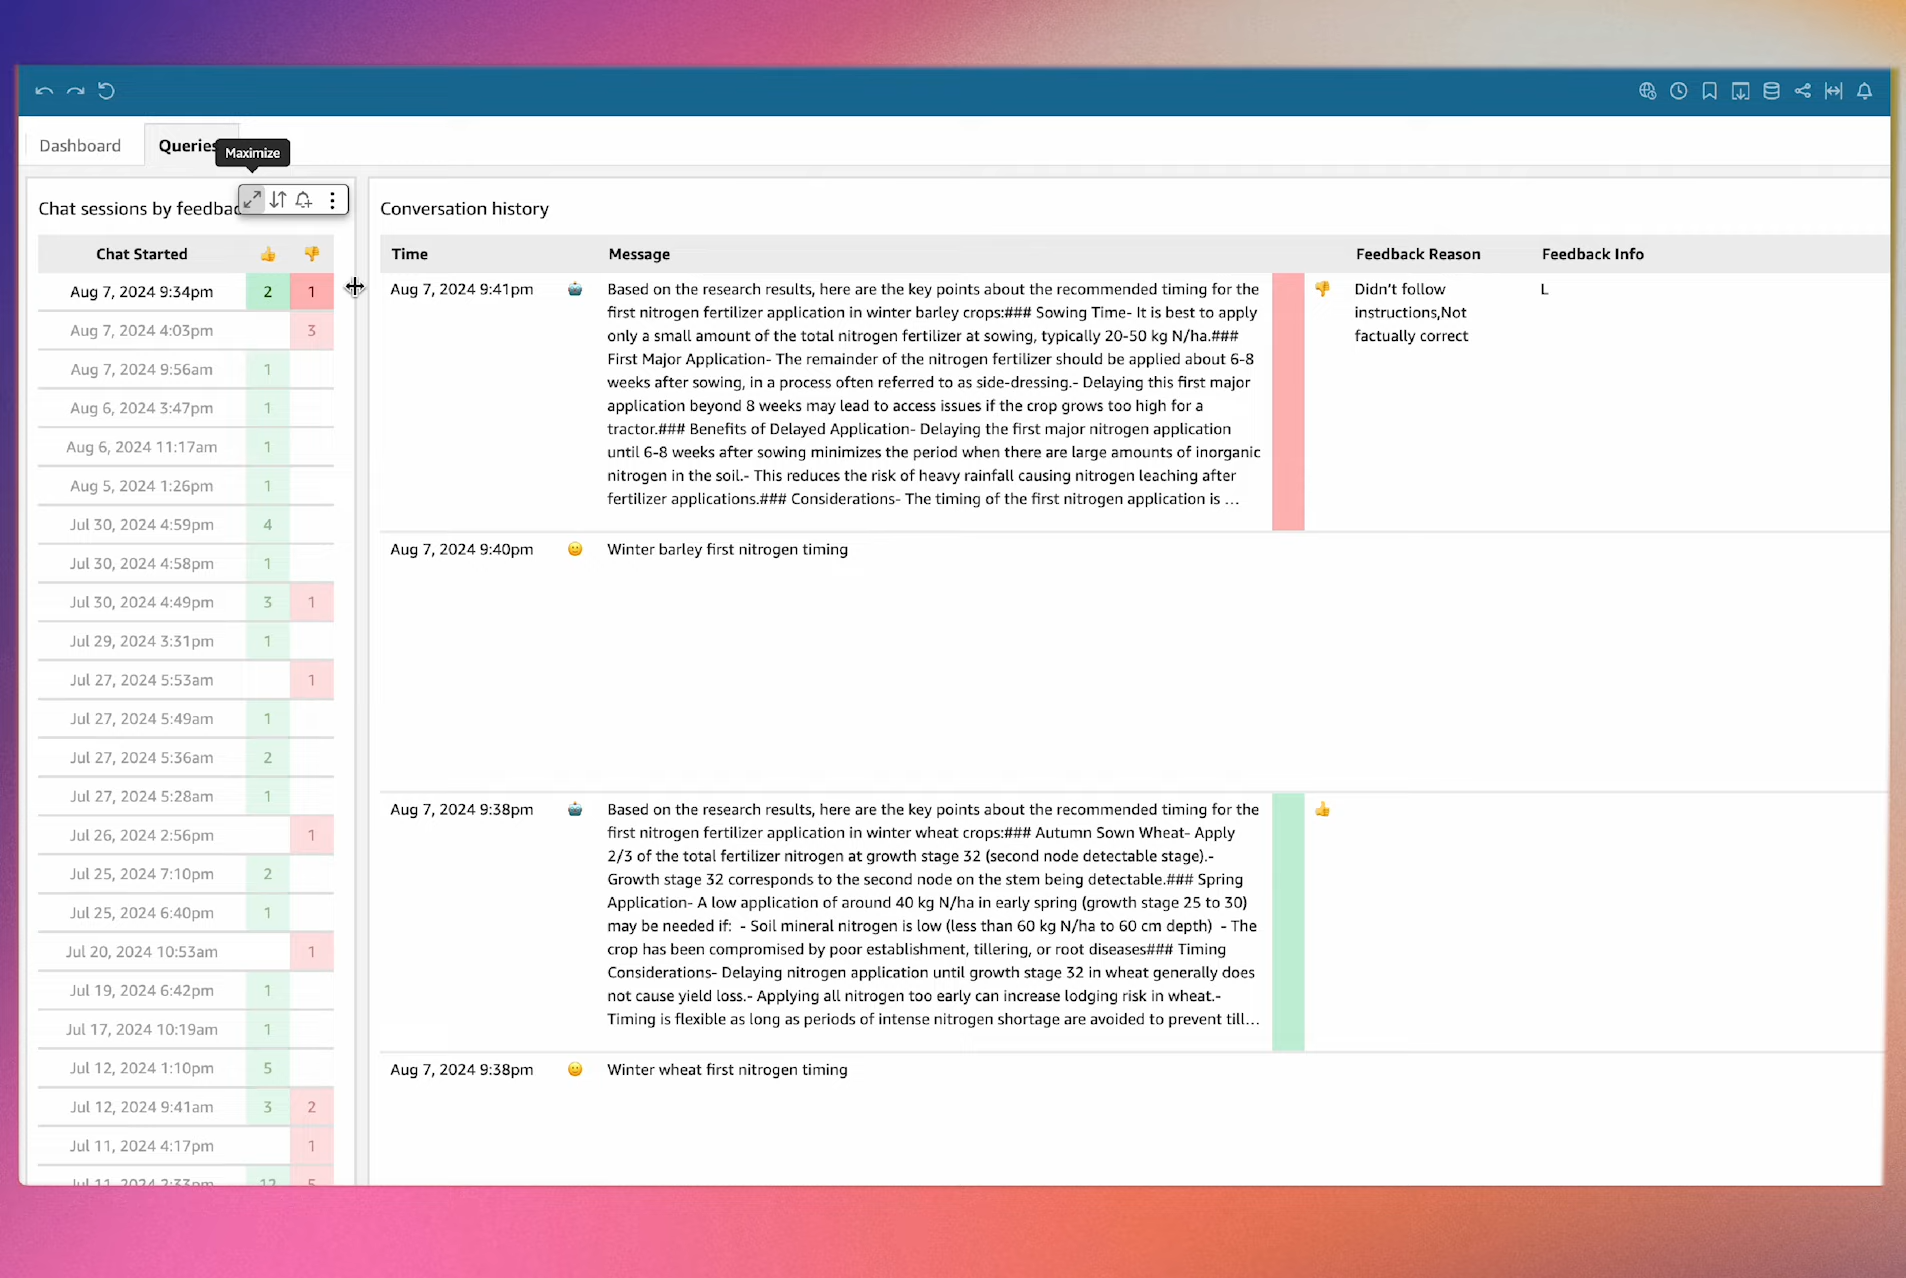 Dashboard
Queries
Maximize
Chat sessions by feedbac
Chat Started 👍 👎
Aug 7, 2024 9:34pm 2 1
Aug 7, 2024 4:03pm 3
Aug 7, 2024 9:56am 1
Aug 6, 2024 3:47pm 1
Aug 6, 2024 11:17am 1
Aug 5, 2024 1:26pm 1
Jul 30, 2024 4:59pm 4
Jul 30, 2024 4:58pm 1
Jul 30, 2024 4:49pm 3 1
Jul 29, 2024 3:31pm 1
Jul 27, 2024 5:53am 1
Jul 27, 2024 5:49am 1
Jul 27, 2024 5:36am 2
Jul 27, 2024 5:28am 1
Jul 26, 2024 2:56pm 1
Jul 25, 2024 7:10pm 2
Jul 25, 2024 6:40pm 1
Jul 20, 2024 10:53am 1
Jul 19, 2024 6:42pm 1
Jul 17, 2024 10:19am 1
Jul 12, 2024 1:10pm 5
Jul 12, 2024 9:41am 3 2
Jul 11, 2024 4:17pm 1
Jul 11, 2024 2:33pm 12 5
Conversation history
Time Message Feedback Reason Feedback Info
Aug 7, 2024 9:41pm
Based on the research results, here are the key points about the recommended timing for the
first nitrogen fertilizer application in winter barley crops:### Sowing Time- It is best to apply
only a small amount of the total nitrogen fertilizer at sowing, typically 20-50 kg N/ha.###
First Major Application- The remainder of the nitrogen fertilizer should be applied about 6-8
weeks after sowing, in a process often referred to as side-dressing.- Delaying this first major
application beyond 8 weeks may lead to access issues if the crop grows too high for a
tractor.### Benefits of Delayed Application- Delaying the first major nitrogen application
until 6-8 weeks after sowing minimizes the period when there are large amounts of inorganic
nitrogen in the soil.- This reduces the risk of heavy rainfall causing nitrogen leaching after
fertilizer applications.### Considerations- The timing of the first nitrogen application is ...
Didn't follow
instructions,Not
factually correct
L
Aug 7, 2024 9:40pm
Winter barley first nitrogen timing
Aug 7, 2024 9:38pm
Based on the research results, here are the key points about the recommended timing for the
first nitrogen fertilizer application in winter wheat crops:### Autumn Sown Wheat- Apply
2/3 of the total fertilizer nitrogen at growth stage 32 (second node detectable stage).-
Growth stage 32 corresponds to the second node on the stem being detectable.### Spring
Application- A low application of around 40 kg N/ha in early spring (growth stage 25 to 30)
may be needed if: - Soil mineral nitrogen is low (less than 60 kg N/ha to 60 cm depth) - The
crop has been compromised by poor establishment, tillering, or root diseases### Timing
Considerations- Delaying nitrogen application until growth stage 32 in wheat generally does
not cause yield loss.- Applying all nitrogen too early can increase lodging risk in wheat.-
Timing is flexible as long as periods of intense nitrogen shortage are avoided to prevent till...
Aug 7, 2024 9:38pm
Winter wheat first nitrogen timing